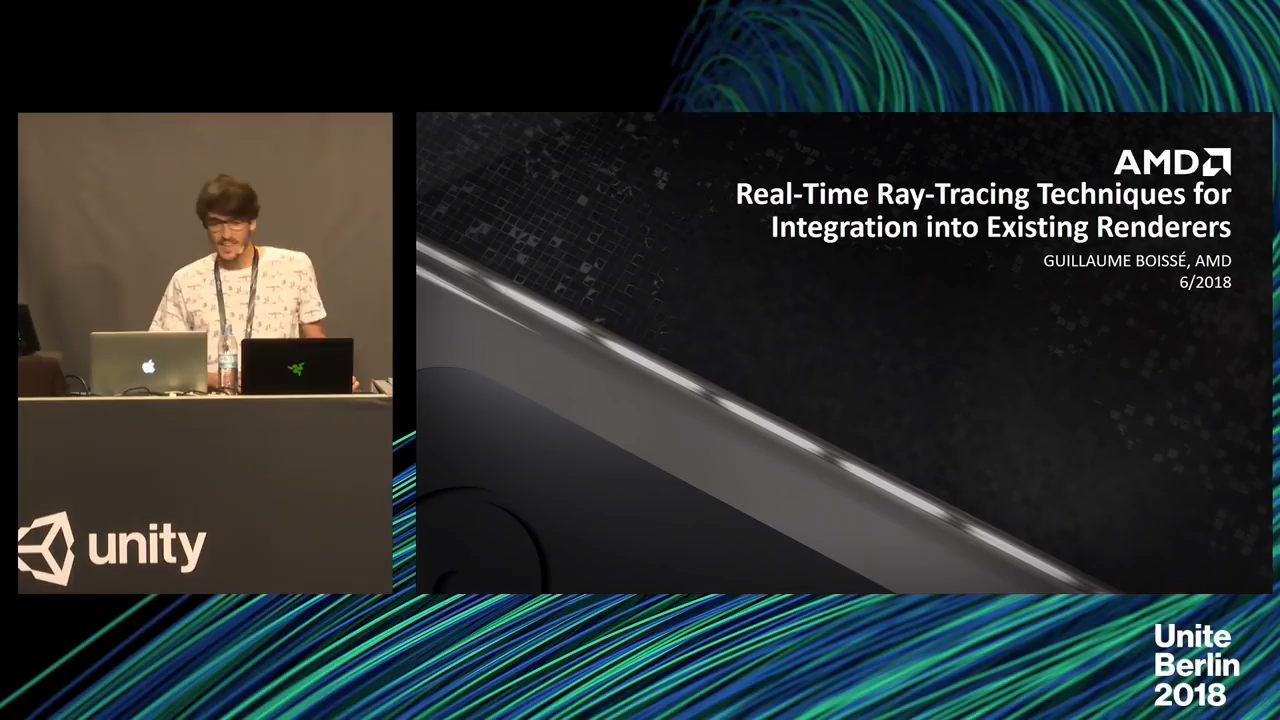 AMD
Real-Time Ray-Tracing Techniques for
Integration into Existing Renderers
GUILLAUME BOISSÉ, AMD
6/2018
unity
Unite
Berlin
2018